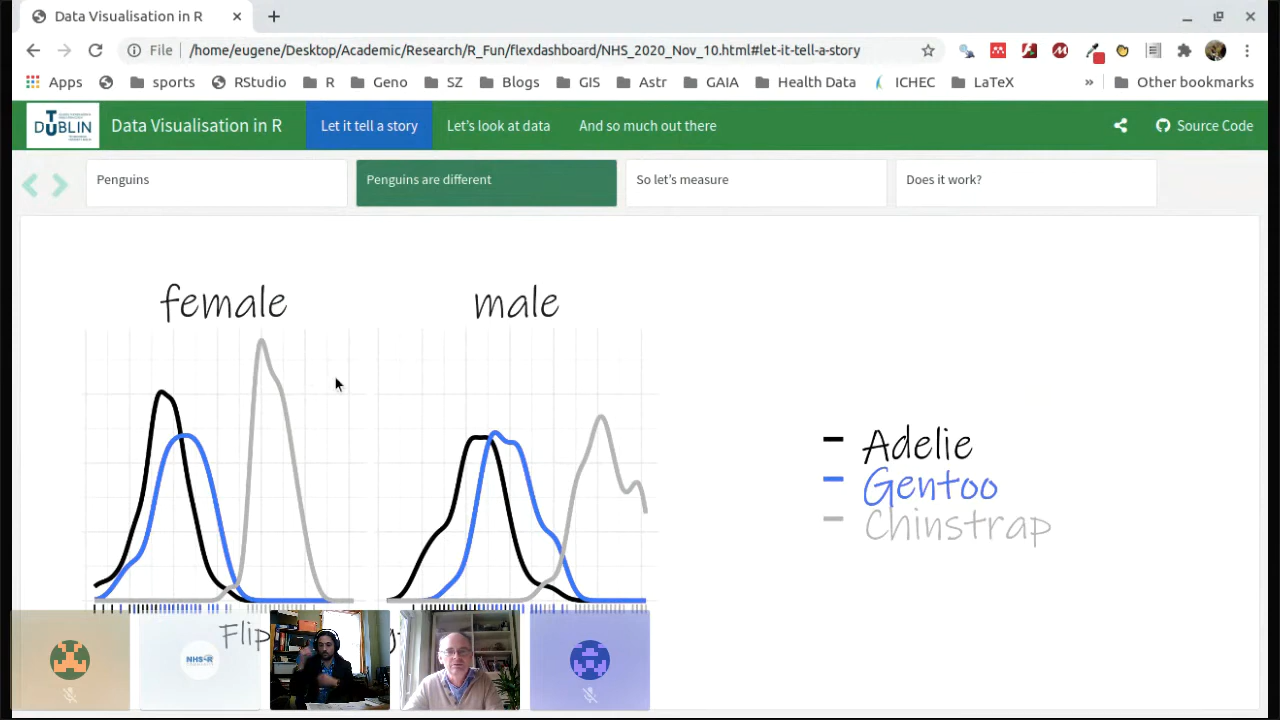 Data Visualisation in R
File
/home/eugene/Desktop/Academic/Research/R_Fun/flexdashboard/NHS_2020_Nov_10.html#let-it-tell-a-story
Apps sports RStudio R Geno SZ Blogs GIS Astr GAIA Health Data ICHEC LaTeX » Other bookmarks
DUBLIN Data Visualisation in R Let it tell a story Let's look at data And so much out there Source Code
Penguins Penguins are different So let's measure Does it work?
female male
Adelie
Gentoo
Chinstrap
Flip
NHS-R